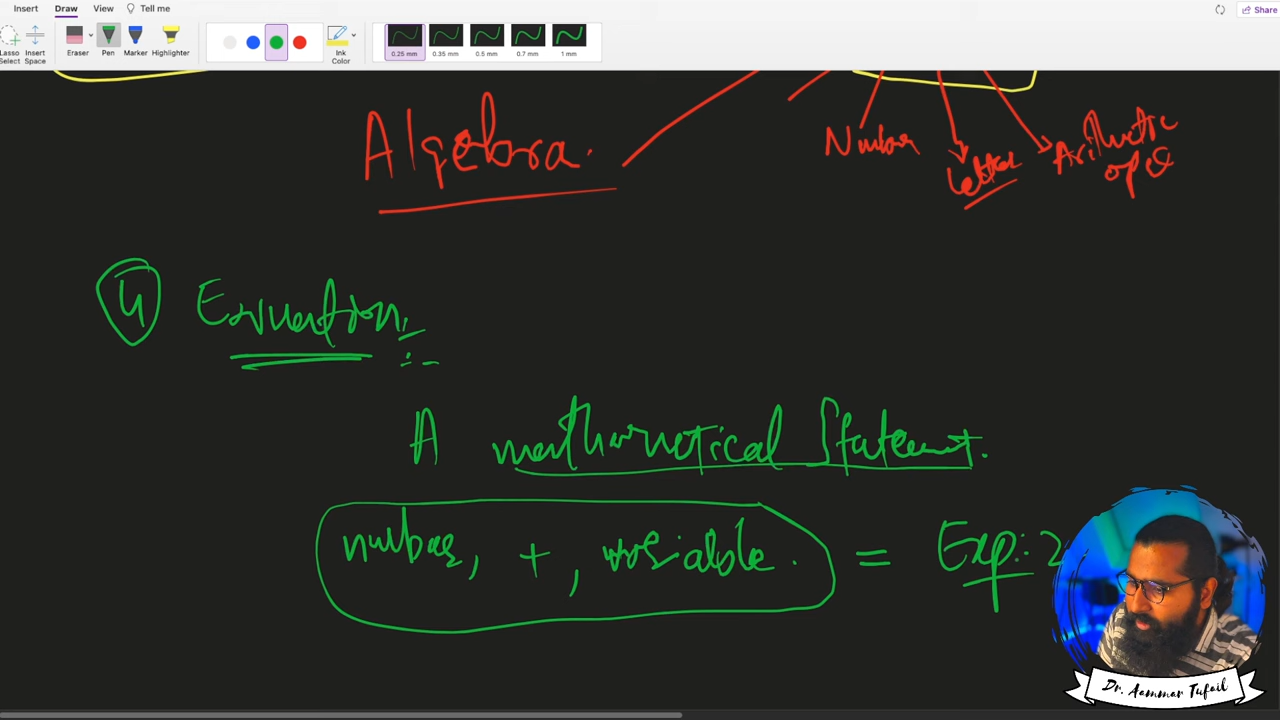 Insert Draw View Tell me
Share
Lasso Select
Insert Space
Eraser
Pen
Marker
Highlighter
Ink Color
0.25 mm
0.35 mm
0.5 mm
0.7 mm
1 mm
Algebra.
Number
Letter
Arithmetic
4 Equation :-
A mathematical Statement.
numbers, +, variable. = Exp: 2
Dr. Aammar Tufail